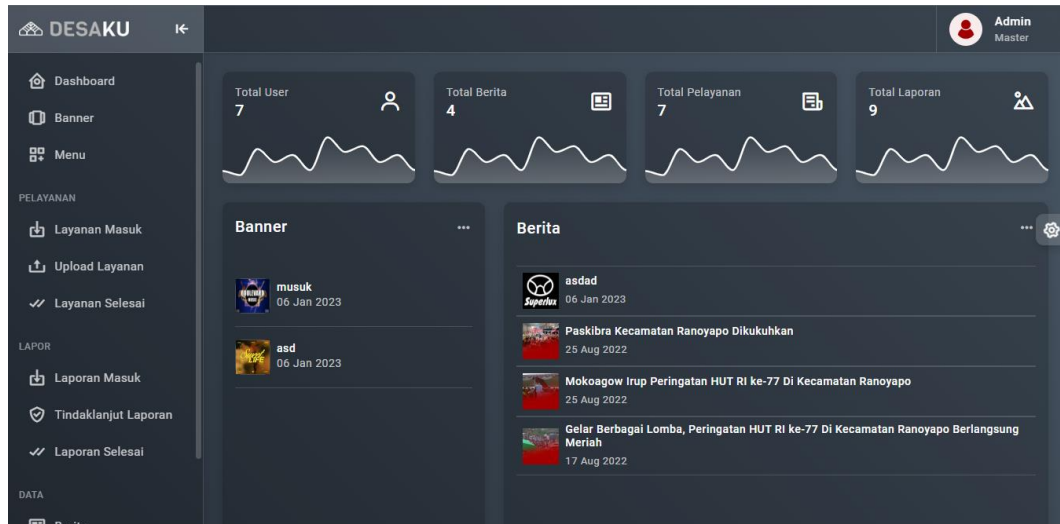 DESAKU
Admin
Master
Dashboard
Banner
Menu
PELAYANAN
Layanan Masuk
Upload Layanan
Layanan Selesai
LAPOR
Laporan Masuk
Tindaklanjut Laporan
Laporan Selesai
DATA
Total User
7
Total Berita
4
Total Pelayanan
7
Total Laporan
9
Banner
musuk
06 Jan 2023
asd
06 Jan 2023
Berita
Superlux
asdad
06 Jan 2023
Paskibra Kecamatan Ranoyapo Dikukuhkan
25 Aug 2022
Mokoagow Irup Peringatan HUT RI ke-77 Di Kecamatan Ranoyapo
25 Aug 2022
Gelar Berbagai Lomba, Peringatan HUT RI ke-77 Di Kecamatan Ranoyapo Berlangsung
Meriah
17 Aug 2022